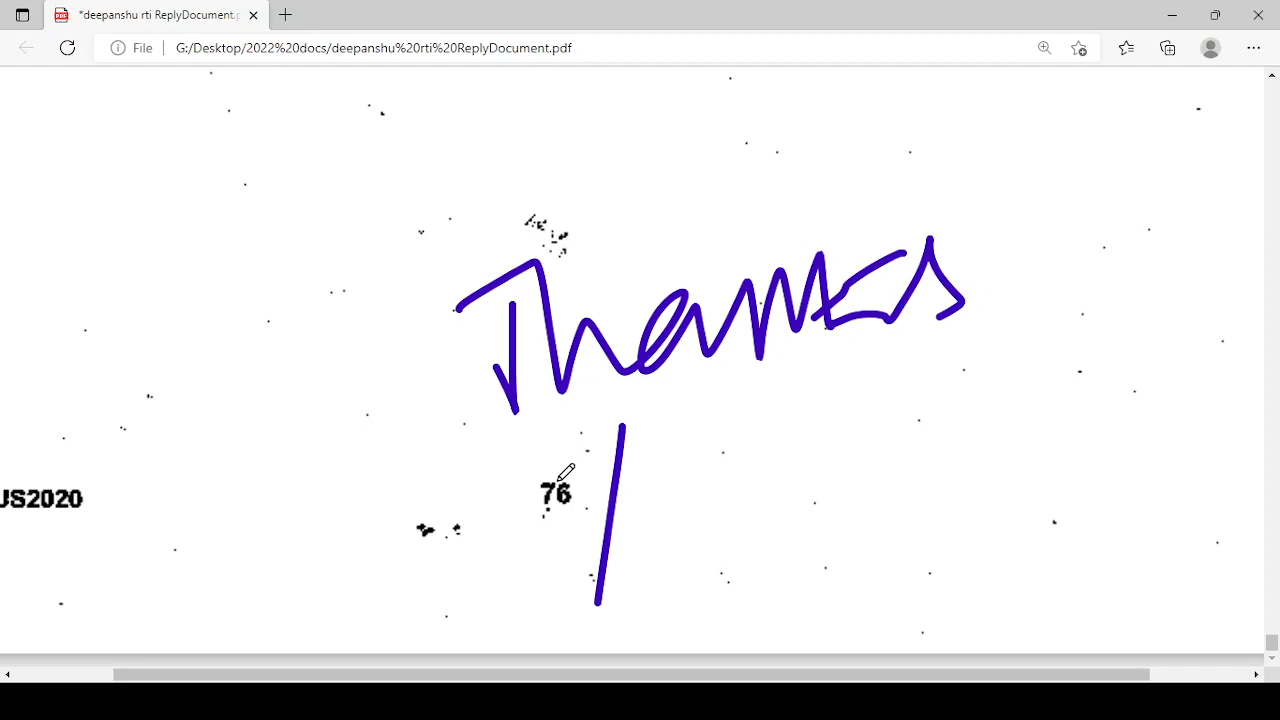 *deepanshu rti ReplyDocument.p
File
G:/Desktop/2022%20docs/deepanshu%20rti%20ReplyDocument.pdf
Thanks
76
JS2020